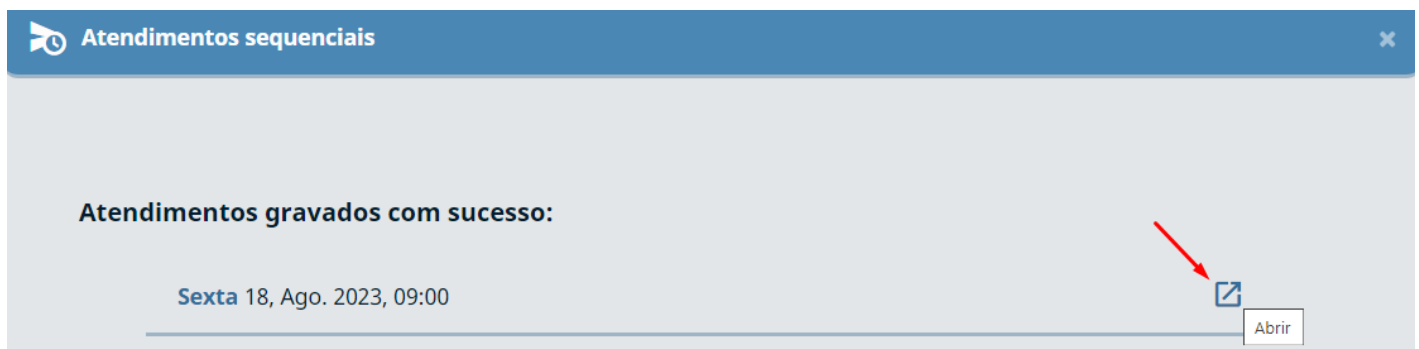 Atendimentos sequenciais
Atendimentos gravados com sucesso:
Sexta 18, Ago. 2023, 09:00
Abrir